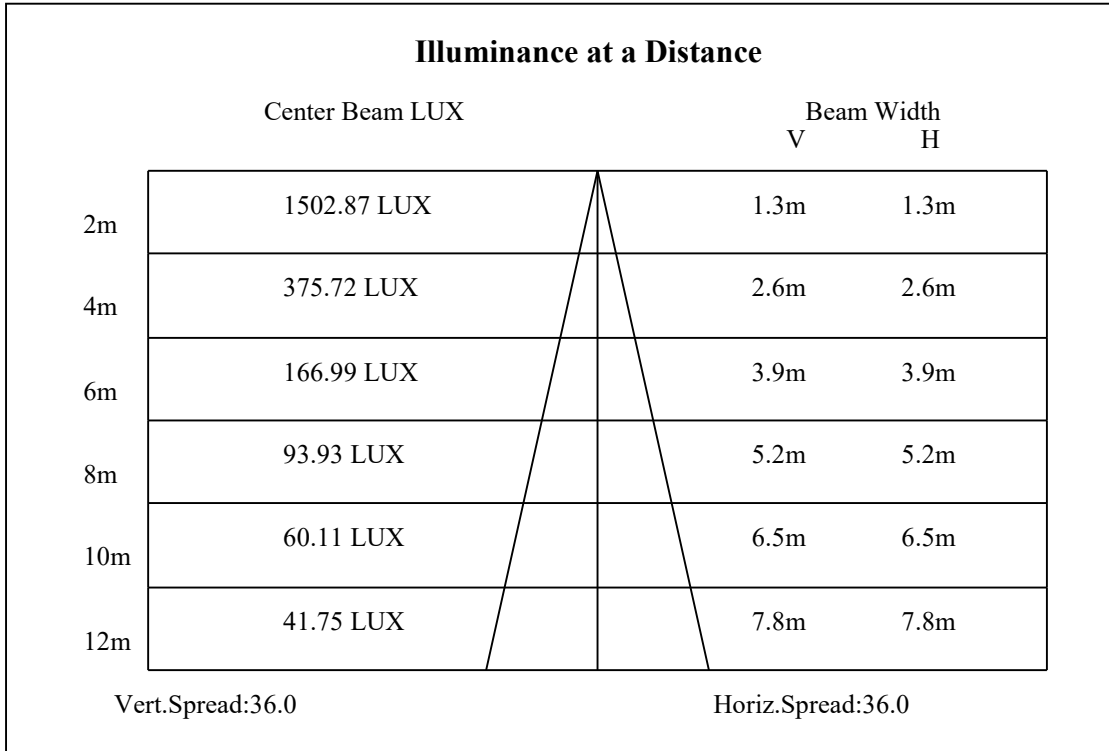 Illuminance at a Distance
Center Beam LUX Beam Width
V H
2m 1502.87 LUX 1.3m 1.3m
4m 375.72 LUX 2.6m 2.6m
6m 166.99 LUX 3.9m 3.9m
8m 93.93 LUX 5.2m 5.2m
10m 60.11 LUX 6.5m 6.5m
12m 41.75 LUX 7.8m 7.8m
Vert.Spread:36.0 Horiz.Spread:36.0